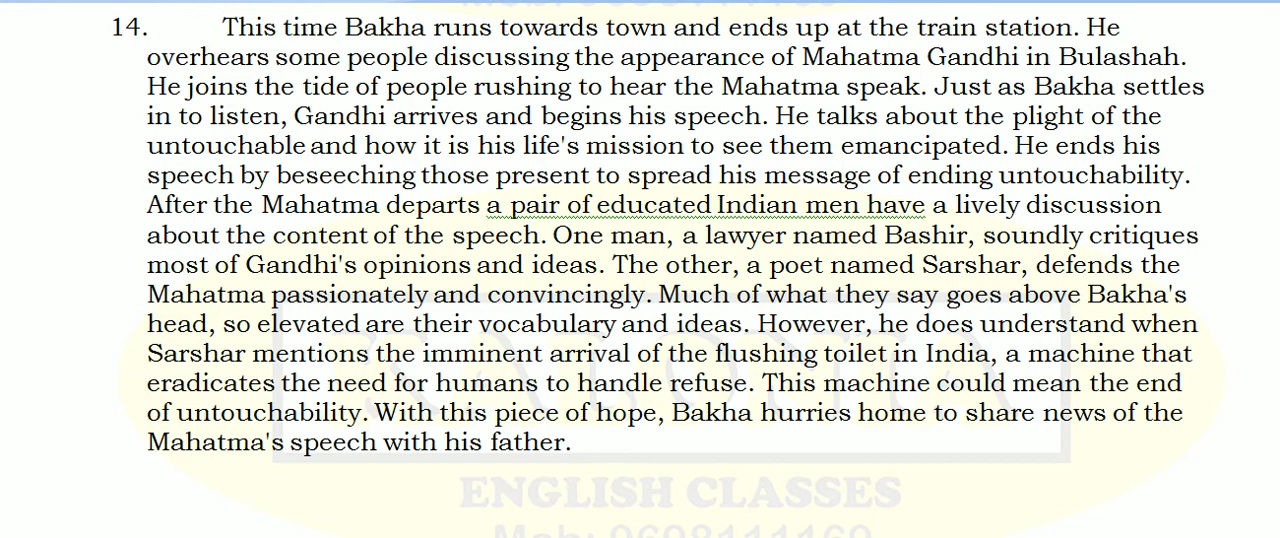 14. This time Bakha runs towards town and ends up at the train station. He
overhears some people discussing the appearance of Mahatma Gandhi in Bulashah.
He joins the tide of people rushing to hear the Mahatma speak. Just as Bakha settles
in to listen, Gandhi arrives and begins his speech. He talks about the plight of the
untouchable and how it is his life's mission to see them emancipated. He ends his
speech by beseeching those present to spread his message of ending untouchability.
After the Mahatma departs a pair of educated Indian men have a lively discussion
about the content of the speech. One man, a lawyer named Bashir, soundly critiques
most of Gandhi's opinions and ideas. The other, a poet named Sarshar, defends the
Mahatma passionately and convincingly. Much of what they say goes above Bakha's
head, so elevated are their vocabulary and ideas. However, he does understand when
Sarshar mentions the imminent arrival of the flushing toilet in India, a machine that
eradicates the need for humans to handle refuse. This machine could mean the end
of untouchability. With this piece of hope, Bakha hurries home to share news of the
Mahatma's speech with his father.
ENGLISH CLASSES